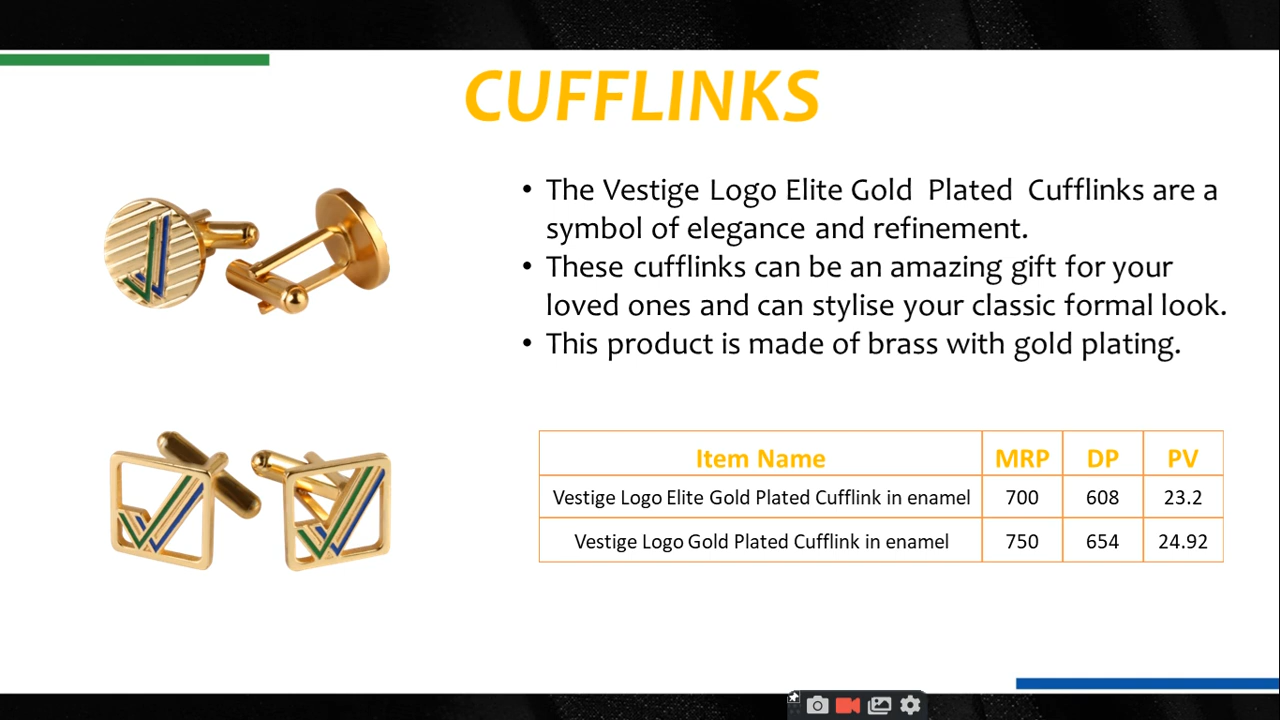 CUFFLINKS
• The Vestige Logo Elite Gold Plated Cufflinks are a
symbol of elegance and refinement.
• These cufflinks can be an amazing gift for your
loved ones and can stylise your classic formal look.
• This product is made of brass with gold plating.
Item Name MRP DP PV
Vestige Logo Elite Gold Plated Cufflink in enamel 700 608 23.2
Vestige Logo Gold Plated Cufflink in enamel 750 654 24.92